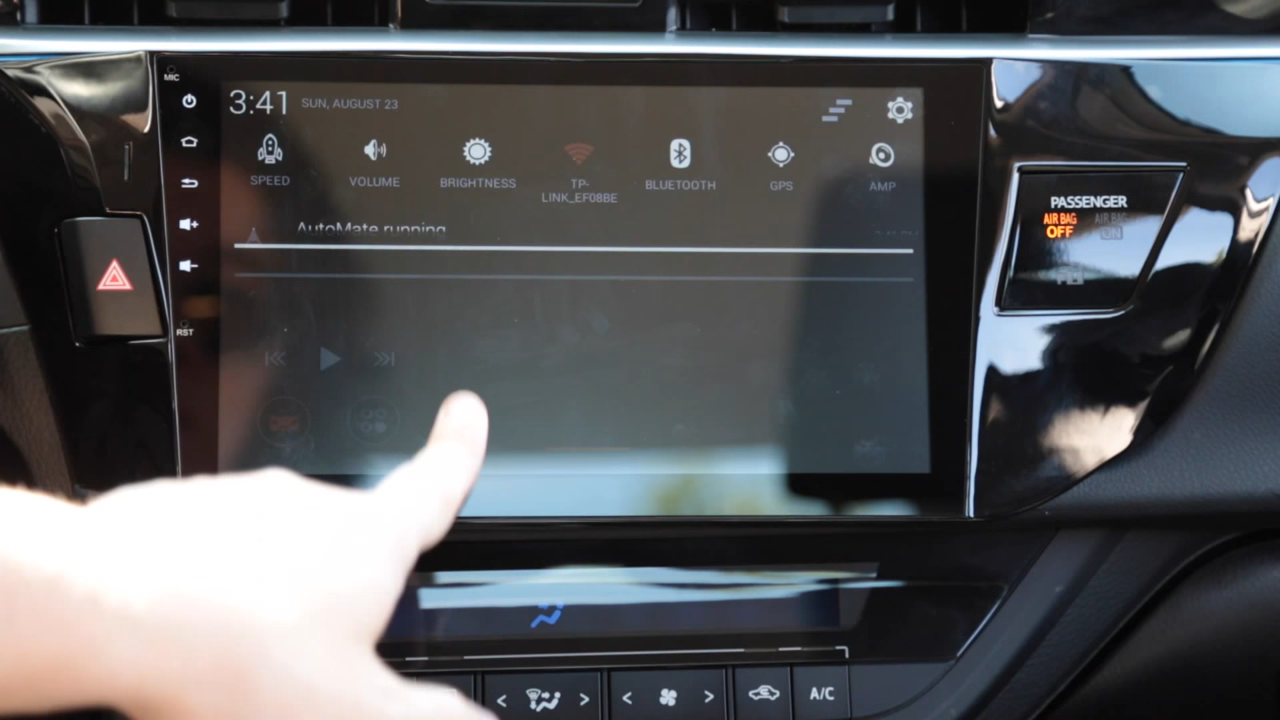 MIC
3:41 SUN, AUGUST 23
SPEED
VOLUME
BRIGHTNESS
TP-
LINK_EF08BE
BLUETOOTH
GPS
AMP
AutoMate running
RST
PASSENGER
AIR BAG AIR BAG
OFF ON
A/C